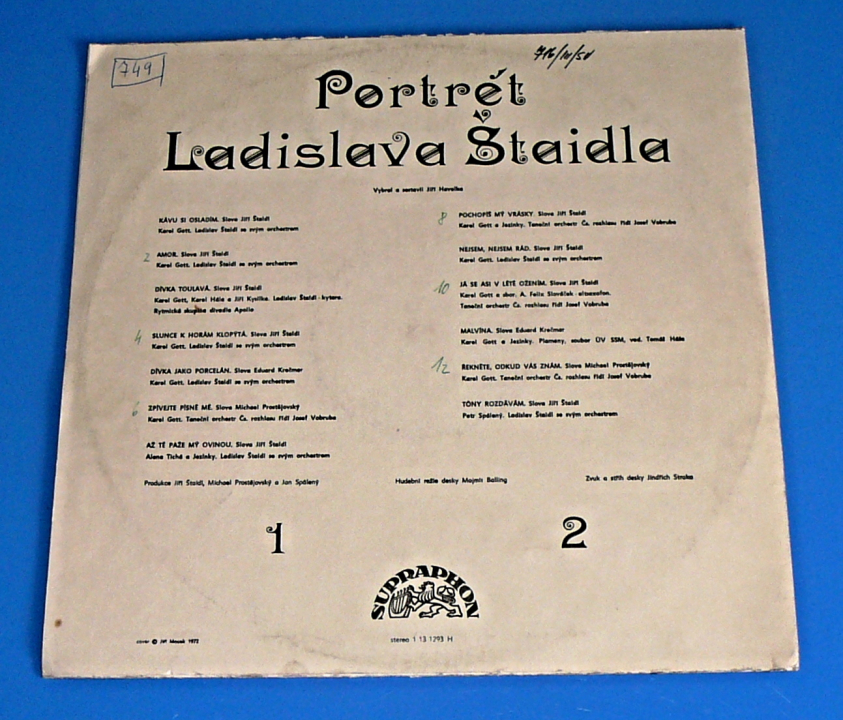 749
Portrét
Ladislava Štaidla
Vybral a sestavil Jiří Havelka
KÁVU SI OSLADÍM. Slova Jiří Štaidl
Karel Gott. Ladislav Štaidl se svým orchestrem
2 AMOR. Slova Jiří Štaidl
Karel Gott. Ladislav Štaidl se svým orchestrem
DÍVKA TOULAVÁ. Slova Jiří Štaidl
Karel Gott, Karel Hála a Jiří Kysilka. Ladislav Štaidl - kytara.
Rytmická skupina divadla Apollo
4 SLUNCE K HORÁM KLOPÝTÁ. Slova Jiří Štaidl
Karel Gott. Ladislav Štaidl se svým orchestrem
DÍVKA JAKO PORCELÁN. Slova Eduard Krečmar
Karel Gott. Ladislav Štaidl se svým orchestrem
6 ZPÍVEJTE PÍSNĚ MÉ. Slova Michael Prostějovský
Karel Gott. Taneční orchestr Čs. rozhlasu řídí Josef Vobruba
AŽ TĚ PAŽE MÝ OVINOU. Slova Jiří Štaidl
Alena Tichá a Jezinky. Ladislav Štaidl se svým orchestrem
8 POCHOPÍŠ MÝ VRÁSKY. Slova Jiří Štaidl
Karel Gott a Jezinky. Taneční orchestr Čs. rozhlasu řídí Josef Vobruba
NEJSEM, NEJSEM RÁD. Slova Jiří Štaidl
Karel Gott. Ladislav Štaidl se svým orchestrem
10 JÁ SE ASI V LÉTĚ OŽENÍM. Slova Jiří Štaidl
Karel Gott a sbor. A. Felix Slováček - altsaxofon.
Taneční orchestr Čs. rozhlasu řídí Josef Vobruba
MALVÍNA. Slova Eduard Krečmar
Karel Gott a Jezinky. Plameny, soubor ÚV SSM, ved. Tomáš Hála
12 ŘEKNĚTE, ODKUD VÁS ZNÁM. Slova Michael Prostějovský
Karel Gott. Taneční orchestr Čs. rozhlasu řídí Josef Vobruba
TÓNY ROZDÁVÁM. Slova Jiří Štaidl
Petr Spálený. Ladislav Štaidl se svým orchestrem
Produkce Jiří Štaidl, Michael Prostějovský a Jan Spálený
Hudební režie desky Mojmír Balling
Zvuk a střih desky Jindřich Straka
1
2
SUPRAPHON
cover © Jiří 1972
stereo 1 13 1293 H